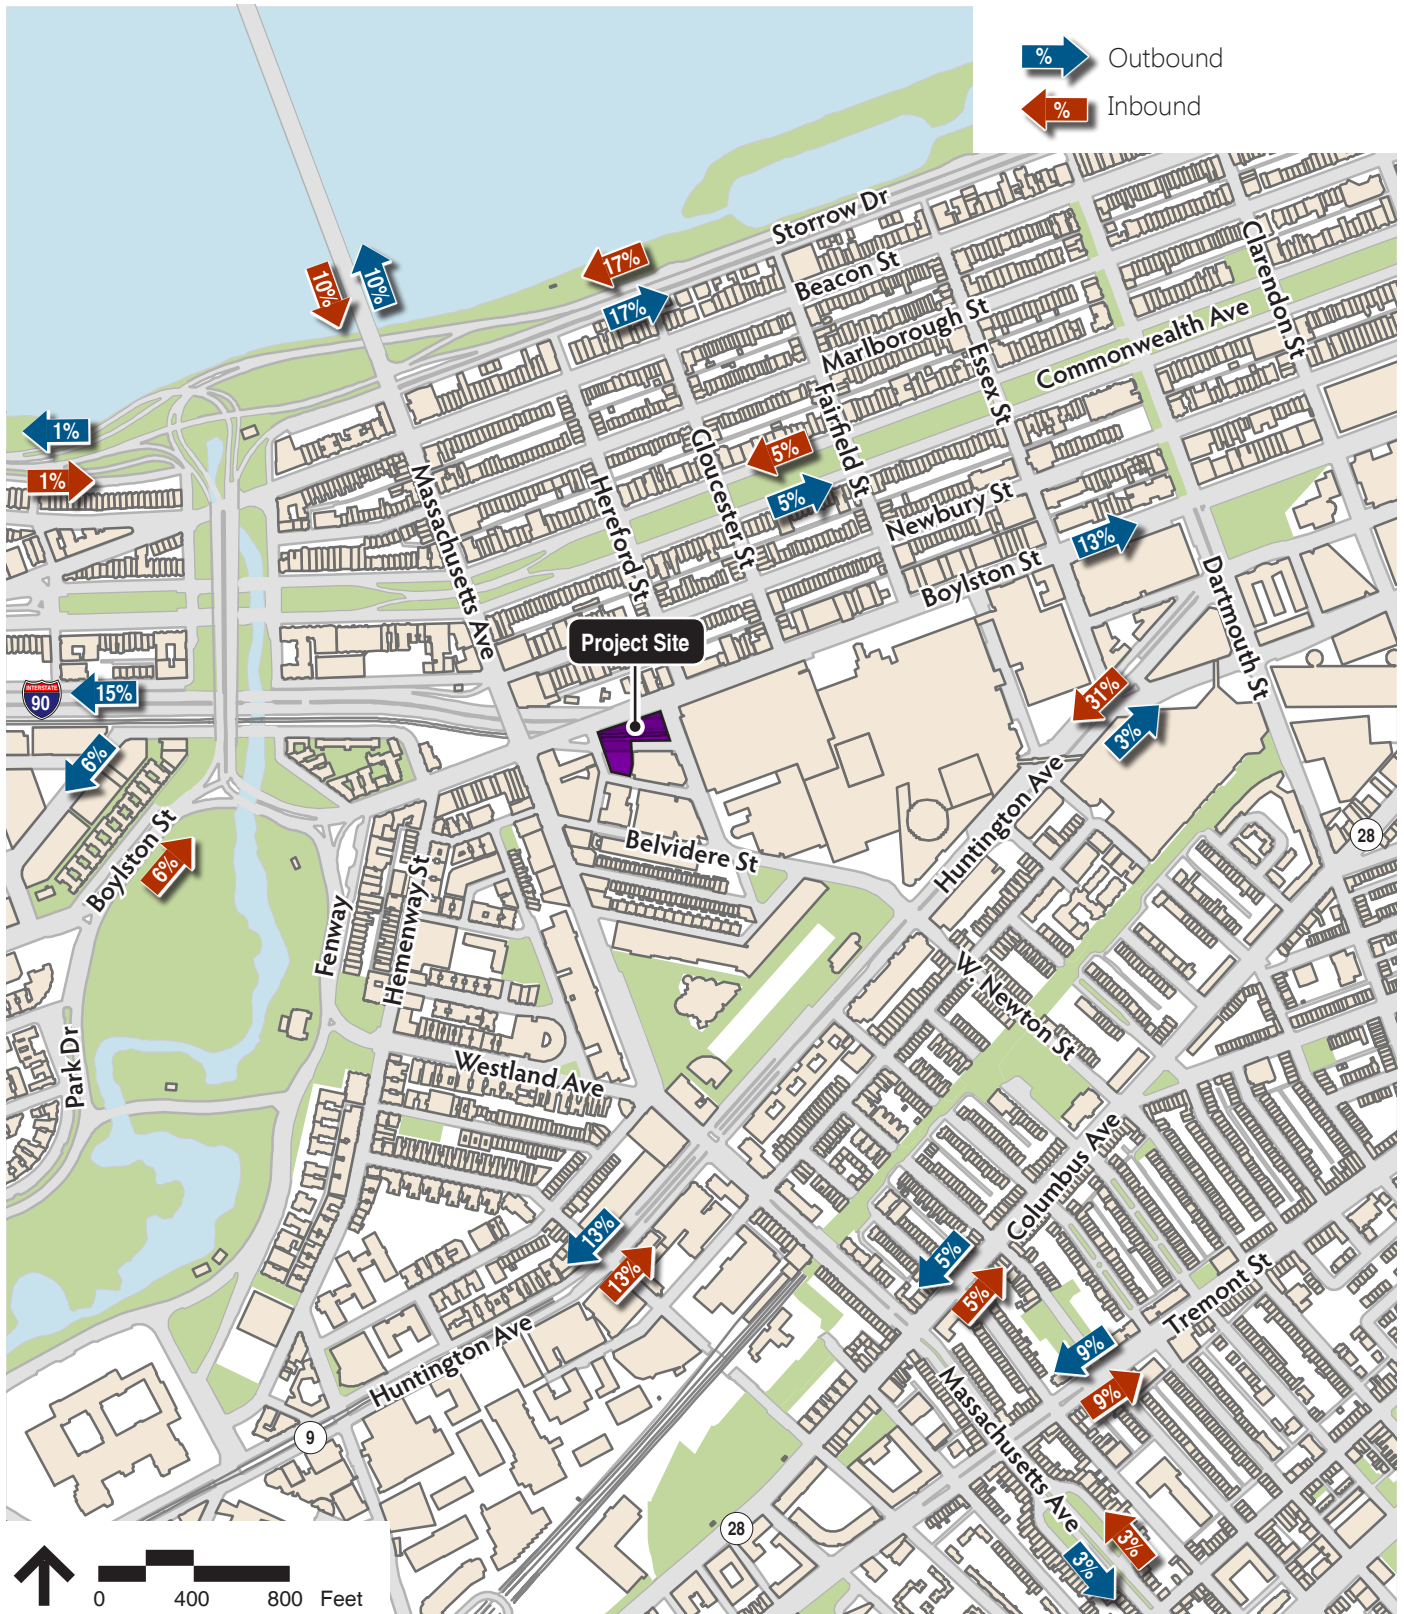 %
Outbound
%
Inbound
Storrow Dr
Beacon St
Marlborough St
Commonwealth Ave
Clarendon St
Essex St
Fairfield St
Gloucester St
Hereford St
Massachusetts Ave
Newbury St
Boylston St
Dartmouth St
10%
10%
17%
17%
1%
1%
5%
5%
13%
Project Site
INTERSTATE
90
15%
6%
Boylston St
6%
31%
3%
Huntington Ave
28
Belvidere St
Hemenway St
Fenway
Park Dr
Westland Ave
W. Newton St
Columbus Ave
13%
13%
5%
5%
Tremont St
9%
9%
Huntington Ave
9
Massachusetts Ave
28
3%
3%
0 400 800 Feet